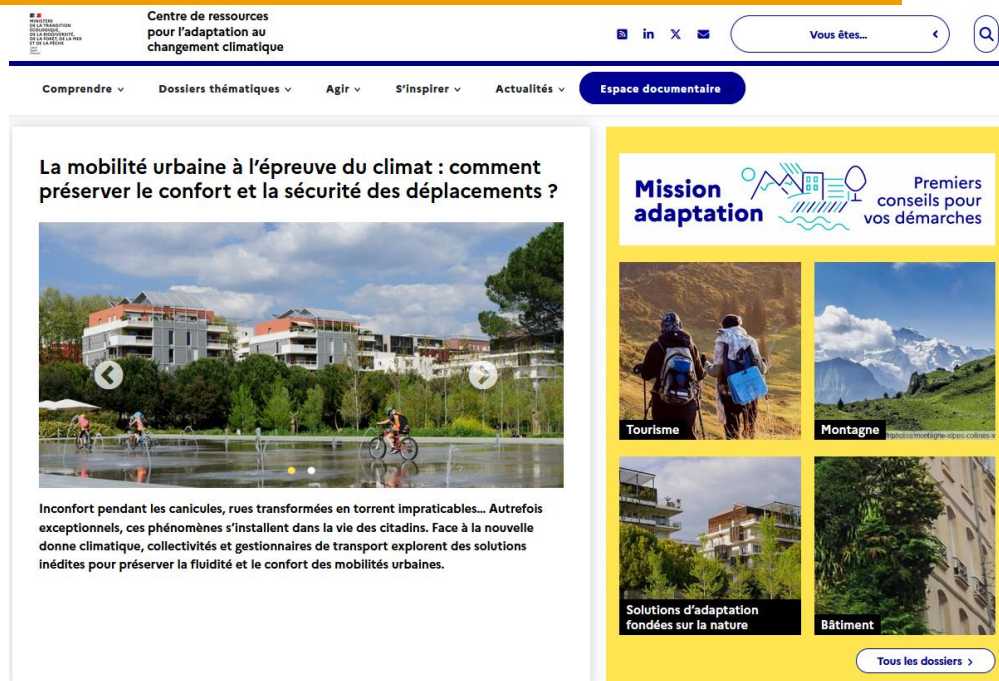 MINISTÈRE
DE LA TRANSITION
ÉCOLOGIQUE,
DE LA BIODIVERSITÉ,
DE LA FORÊT, DE LA MER
ET DE LA PÊCHE
Centre de ressources
pour l'adaptation au
changement climatique
Vous êtes...
Comprendre
Dossiers thématiques
Agir
S'inspirer
Actualités
Espace documentaire
La mobilité urbaine à l'épreuve du climat : comment
préserver le confort et la sécurité des déplacements ?
Inconfort pendant les canicules, rues transformées en torrent impraticables... Autrefois
exceptionnels, ces phénomènes s'installent dans la vie des citadins. Face à la nouvelle
donne climatique, collectivités et gestionnaires de transport explorent des solutions
inédites pour préserver la fluidité et le confort des mobilités urbaines.
Mission
adaptation
Premiers
conseils pour
vos démarches
Tourisme
Montagne
fr/photos/montagne-alpes-collines-v
Solutions d'adaptation
fondées sur la nature
Bâtiment
Tous les dossiers